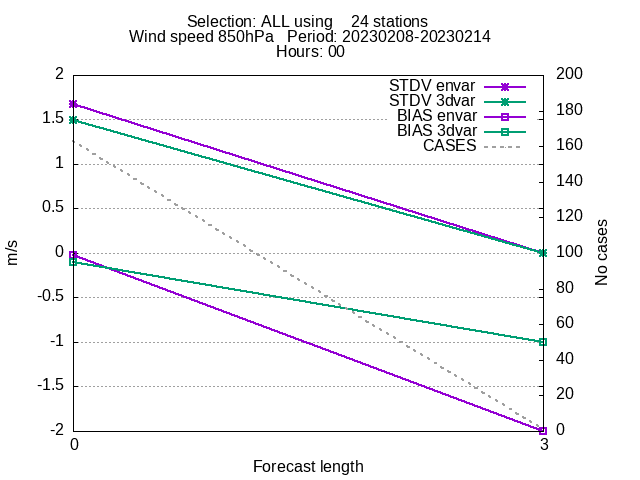 Selection: ALL using    24 stations
Wind speed 850hPa   Period: 20230208-20230214
Hours: 00
STDV envar
STDV 3dvar
BIAS envar
BIAS 3dvar
CASES
2
1.5
1
0.5
0
-0.5
-1
-1.5
-2
m/s
200
180
160
140
120
100
80
60
40
20
0
No cases
0
3
Forecast length